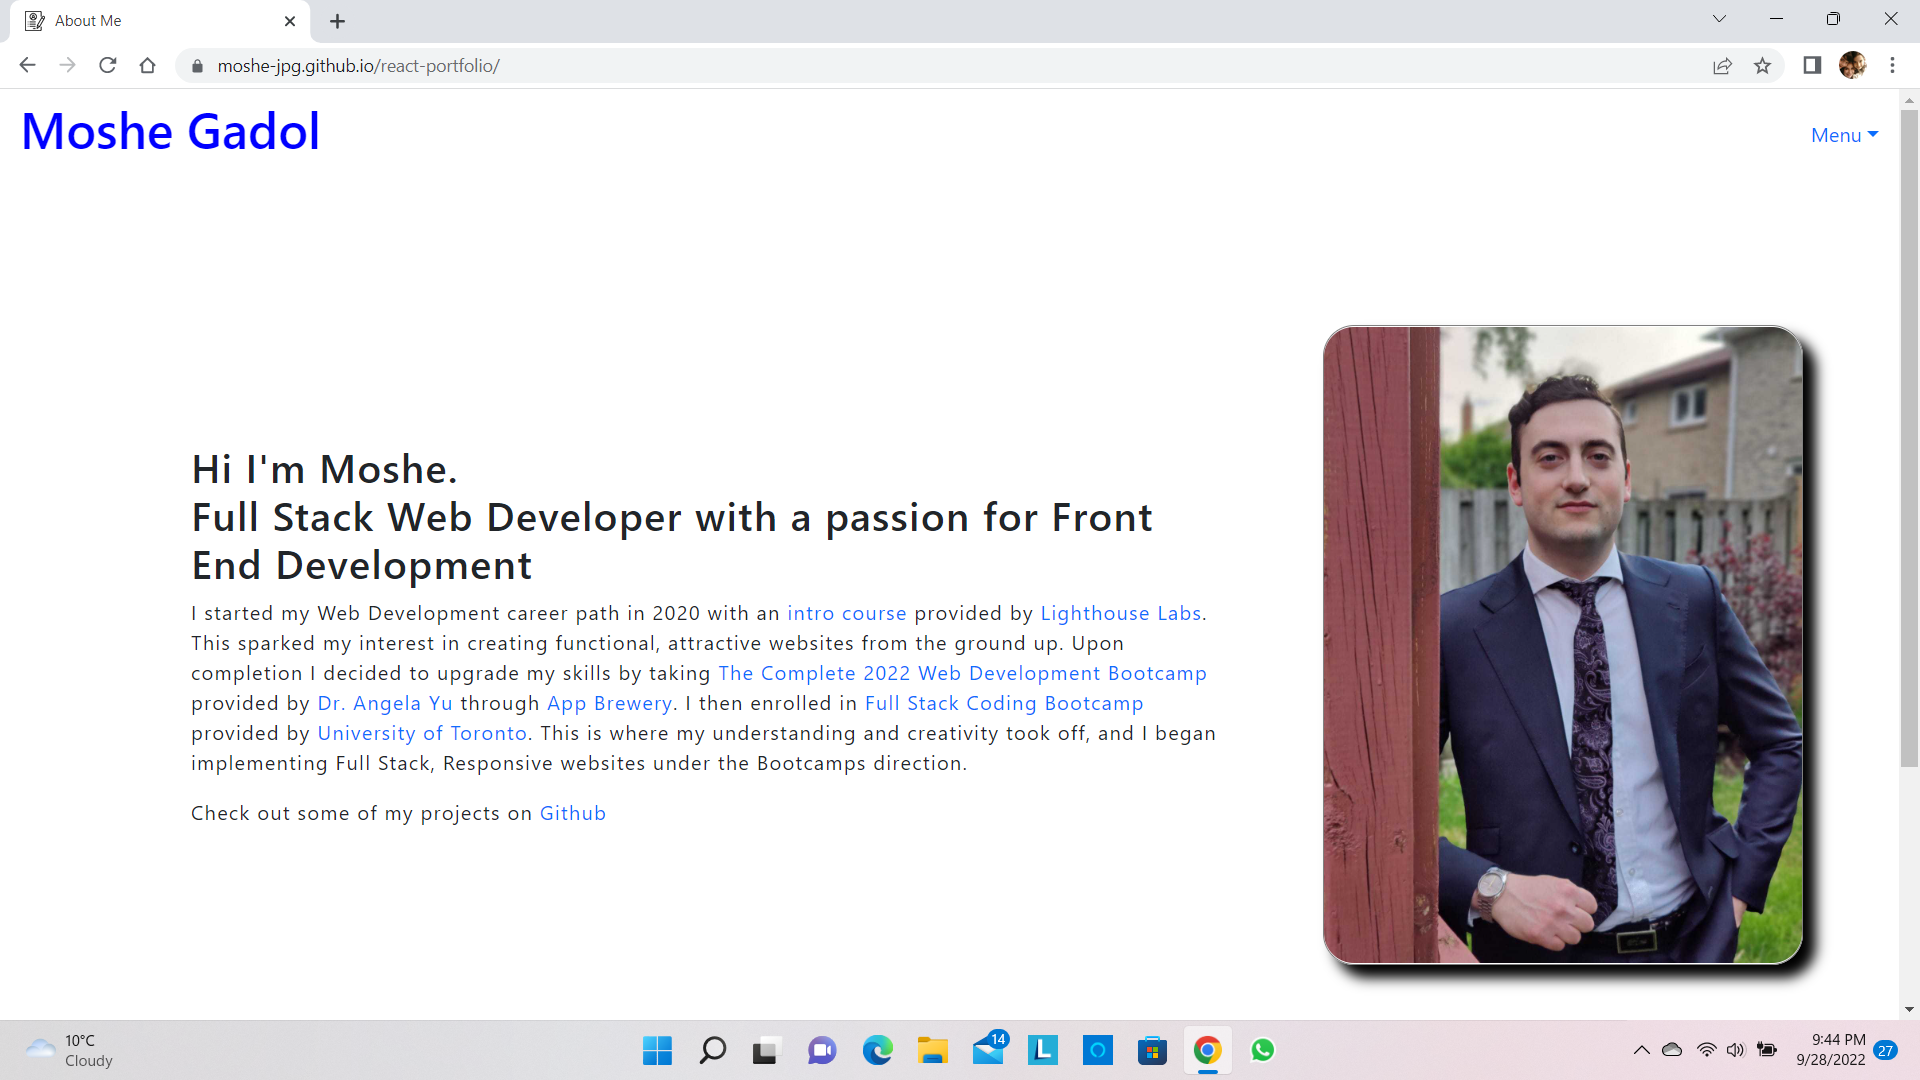 About Me
moshe-jpg.github.io/react-portfolio/
Moshe Gadol
Menu
Hi I'm Moshe.
Full Stack Web Developer with a passion for Front
End Development
I started my Web Development career path in 2020 with an intro course provided by Lighthouse Labs.
This sparked my interest in creating functional, attractive websites from the ground up. Upon
completion I decided to upgrade my skills by taking The Complete 2022 Web Development Bootcamp
provided by Dr. Angela Yu through App Brewery. I then enrolled in Full Stack Coding Bootcamp
provided by University of Toronto. This is where my understanding and creativity took off, and I began
implementing Full Stack, Responsive websites under the Bootcamps direction.
Check out some of my projects on Github
10°C
Cloudy
14
L
9:44 PM
9/28/2022
27